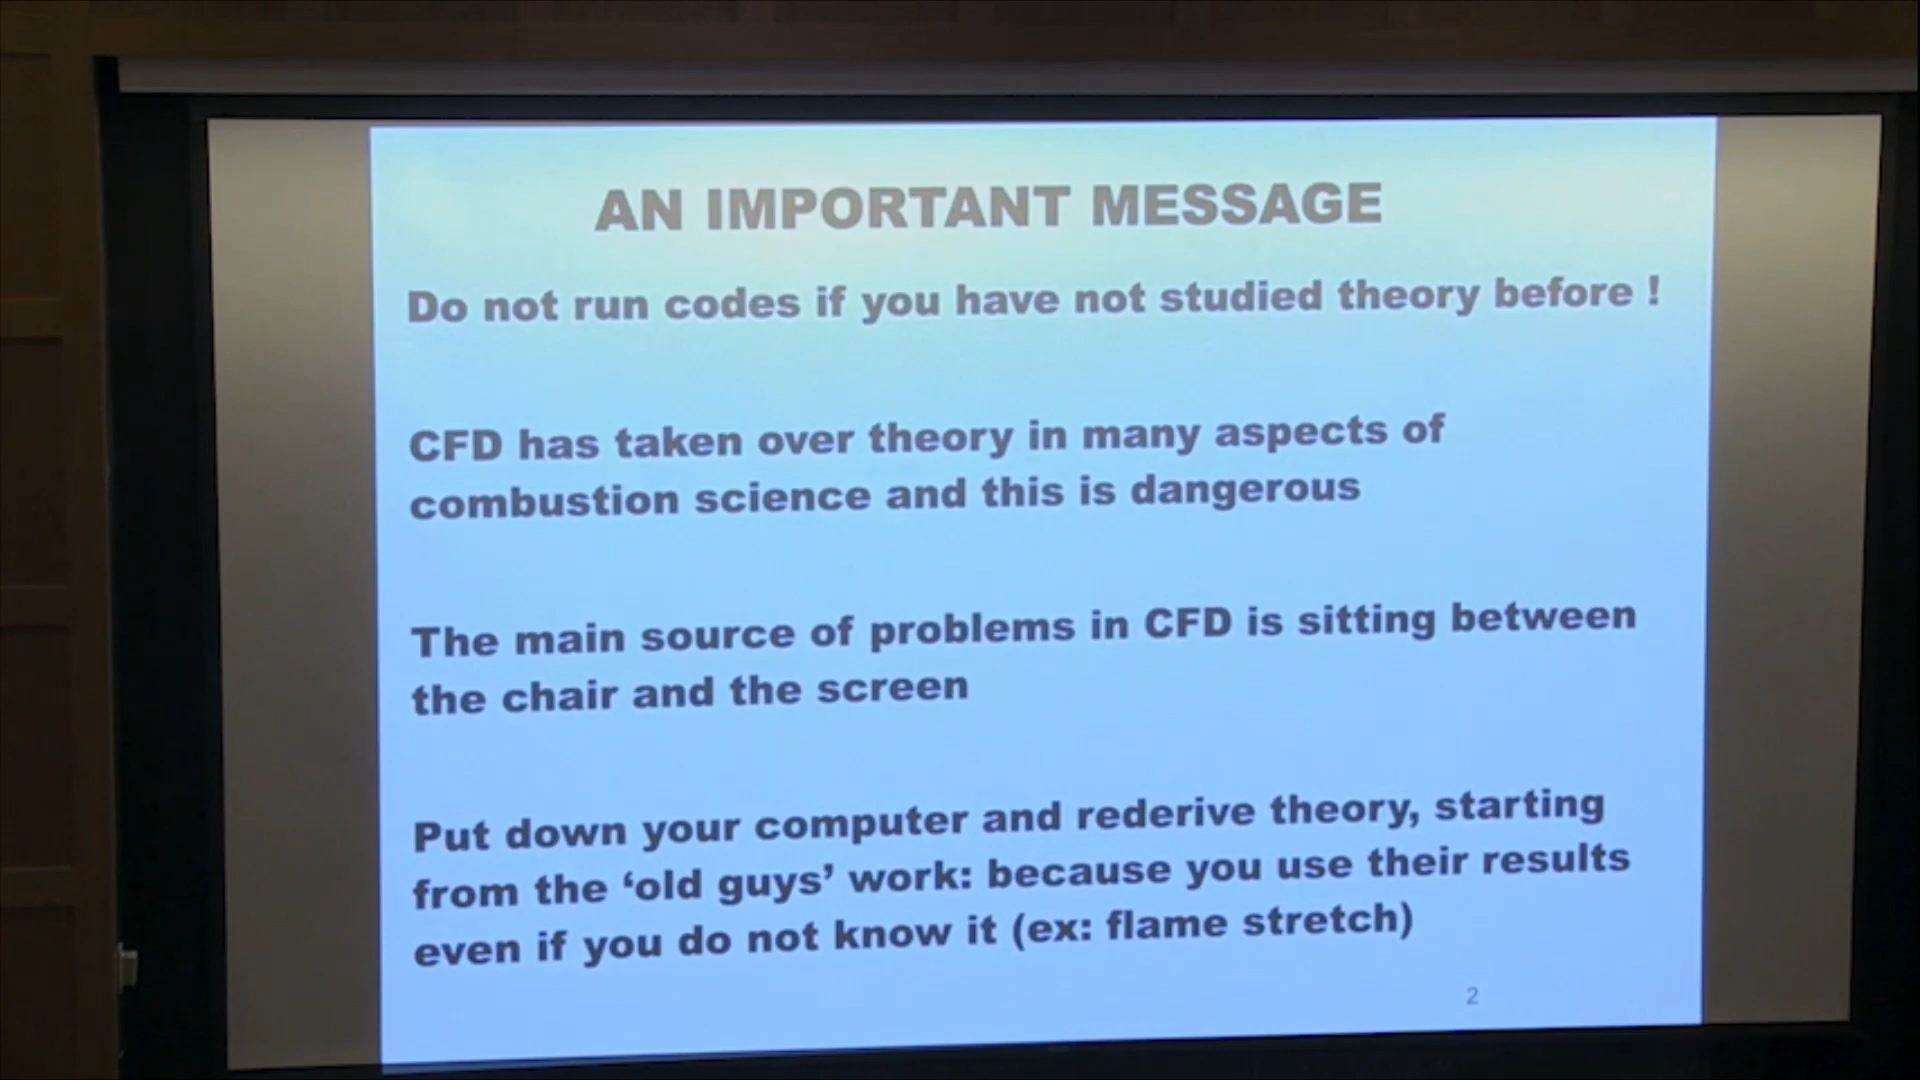 AN IMPORTANT MESSAGE
Do not run codes if you have not studied theory before !
CFD has taken over theory in many aspects of
combustion science and this is dangerous
The main source of problems in CFD is sitting between
the chair and the screen
Put down your computer and rederive theory, starting
from the ‘old guys’ work: because you use their results
even if you do not know it (ex: flame stretch)
2